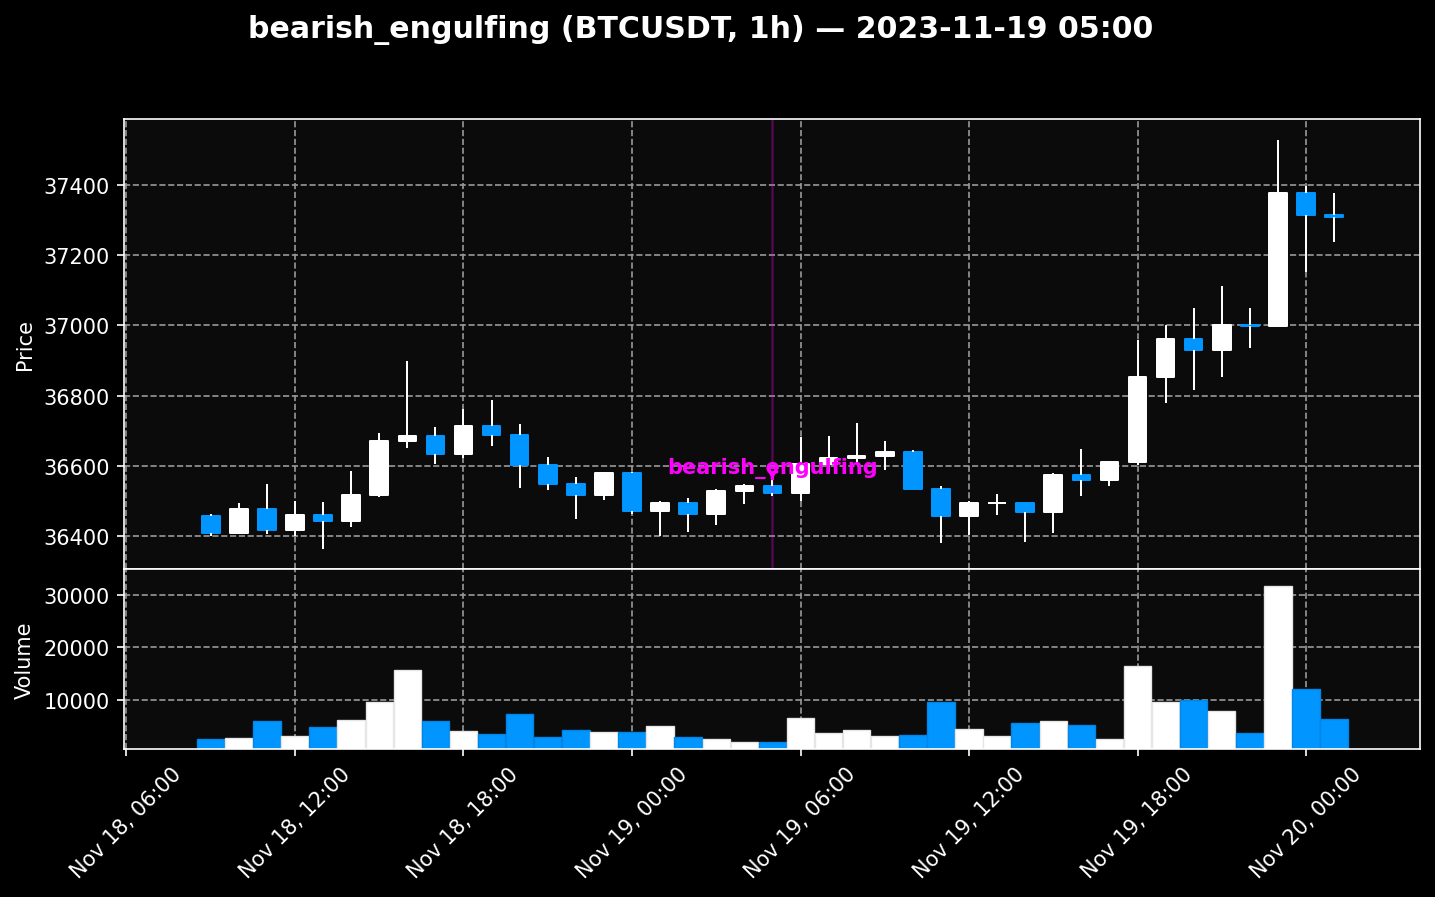 bearish_engulfing (BTCUSDT, 1h) — 2023-11-19 05:00
Price
37400
37200
37000
36800
36600
36400
bearish_engulfing
Volume
30000
20000
10000
Nov 18, 06:00
Nov 18, 12:00
Nov 18, 18:00
Nov 19, 00:00
Nov 19, 06:00
Nov 19, 12:00
Nov 19, 18:00
Nov 20, 00:00